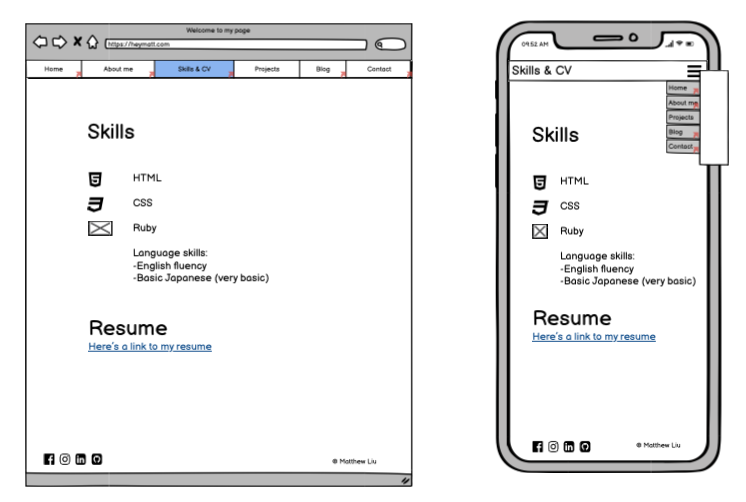 Welcome to my page
https://heymatt.com
Home
About me
Skills & CV
Projects
Blog
Contact
Skills
HTML
CSS
Ruby
Language skills:
-English fluency
-Basic Japanese (very basic)
Resume
Here's a link to my resume
© Matthew Liu
09:52 AM
Skills & CV
Home
About me
Projects
Blog
Contact
Skills
HTML
CSS
Ruby
Language skills:
-English fluency
-Basic Japanese (very basic)
Resume
Here's a link to my resume
© Matthew Liu